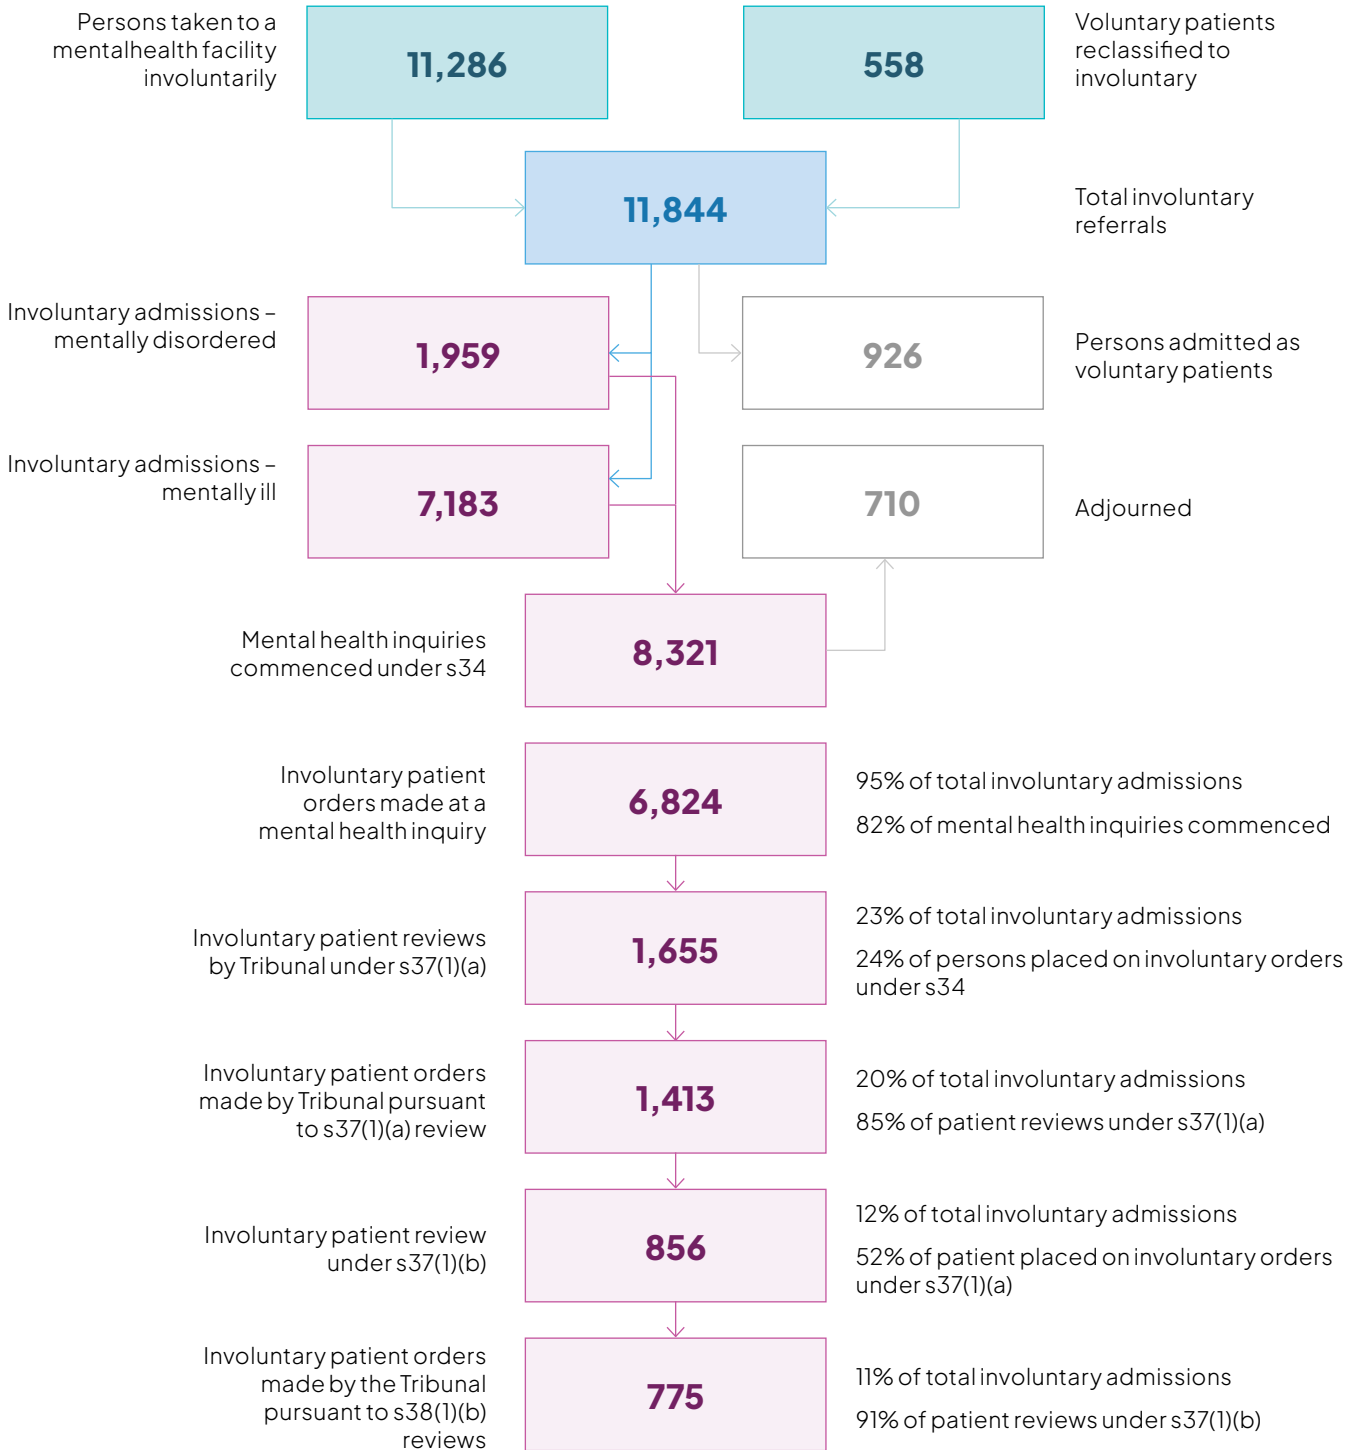 Persons taken to a
mentalhealth facility
involuntarily
11,286
558
Voluntary patients
reclassified to
involuntary
11,844
Total involuntary
referrals
Involuntary admissions –
mentally disordered
1,959
926
Persons admitted as
voluntary patients
Involuntary admissions –
mentally ill
7,183
710
Adjourned
Mental health inquiries
commenced under s34
8,321
Involuntary patient
orders made at a
mental health inquiry
6,824
95% of total involuntary admissions
82% of mental health inquiries commenced
Involuntary patient reviews
by Tribunal under s37(1)(a)
1,655
23% of total involuntary admissions
24% of persons placed on involuntary orders
under s34
Involuntary patient orders
made by Tribunal pursuant
to s37(1)(a) review
1,413
20% of total involuntary admissions
85% of patient reviews under s37(1)(a)
Involuntary patient review
under s37(1)(b)
856
12% of total involuntary admissions
52% of patient placed on involuntary orders
under s37(1)(a)
Involuntary patient orders
made by the Tribunal
pursuant to s38(1)(b)
reviews
775
11% of total involuntary admissions
91% of patient reviews under s37(1)(b)